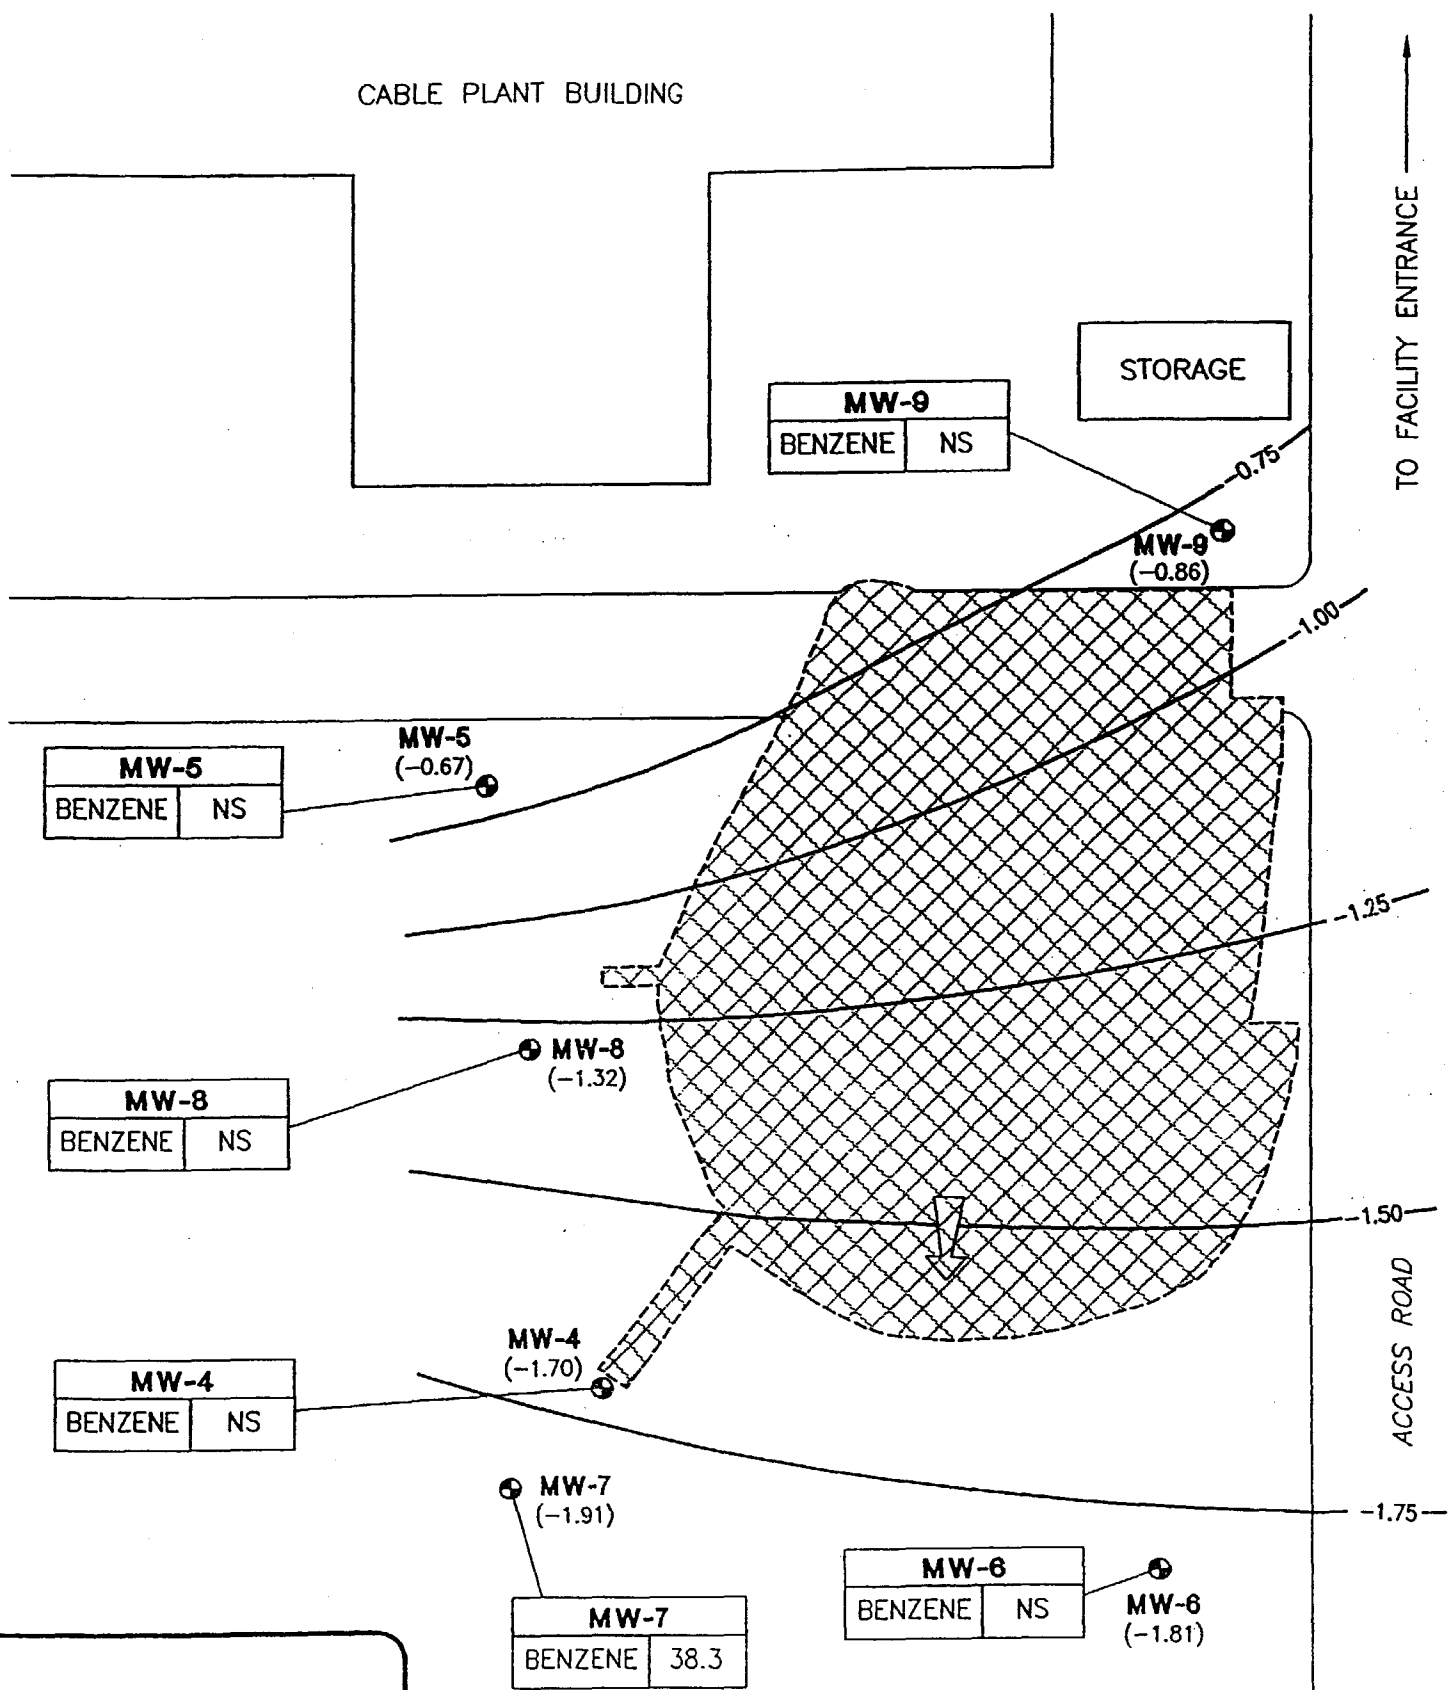 CABLE PLANT BUILDING
TO FACILITY ENTRANCE
STORAGE
MW-9
BENZENE NS
-0.75
MW-9
(-0.86)
-1.00
MW-5
(-0.67)
MW-5
BENZENE NS
-1.25
MW-8
(-1.32)
MW-8
BENZENE NS
-1.50
ACCESS ROAD
MW-4
(-1.70)
MW-4
BENZENE NS
MW-7
(-1.91)
-1.75
MW-6
BENZENE NS
MW-6
(-1.81)
MW-7
BENZENE 38.3